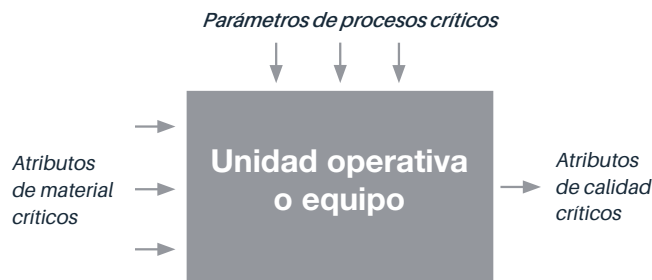 Parámetros de procesos críticos
Unidad operativa
o equipo
Atributos
de material
críticos
Atributos
de calidad
críticos